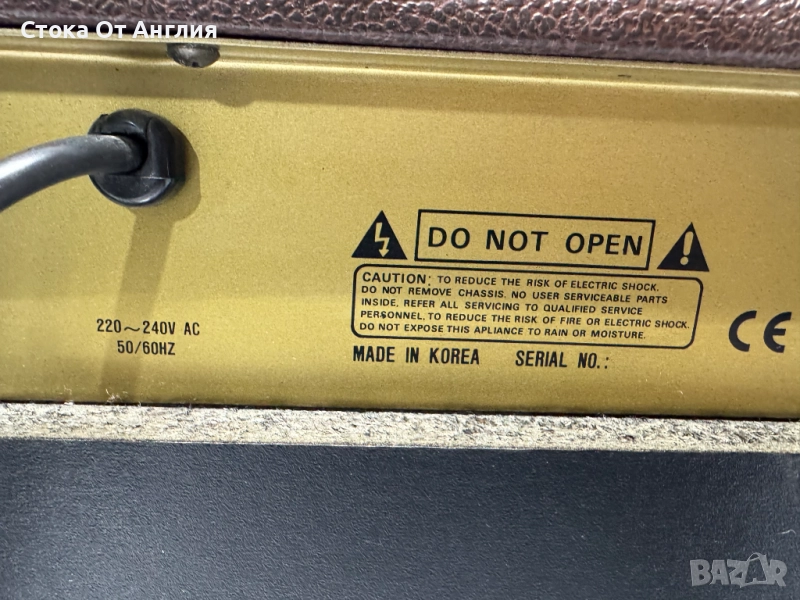 Стока От Англия
DO NOT OPEN
CAUTION: TO REDUCE THE RISK OF ELECTRIC SHOCK.
DO NOT REMOVE CHASSIS. NO USER SERVICEABLE PARTS
INSIDE. REFER ALL SERVICING TO QUALIFIED SERVICE
PERSONNEL. TO REDUCE THE RISK OF FIRE OR ELECTRIC SHOCK.
DO NOT EXPOSE THIS APLIANCE TO RAIN OR MOISTURE.
220～240V AC
50/60HZ
MADE IN KOREA SERIAL NO.:
CE
BAZAR